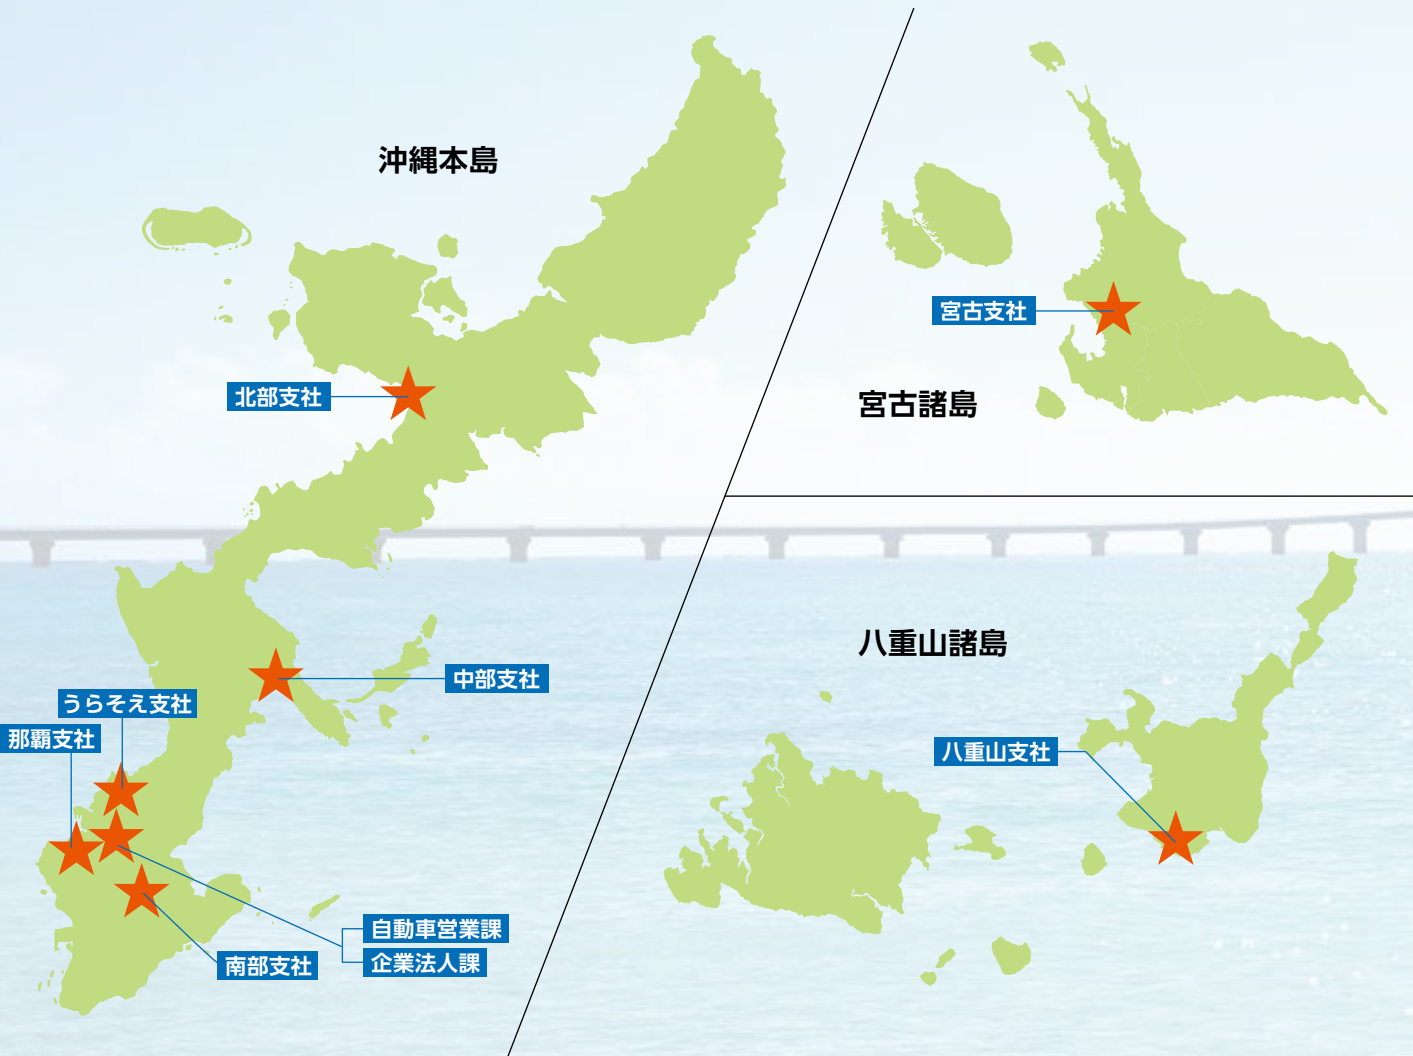 沖縄本島
北部支社
中部支社
うらそえ支社
那覇支社
自動車営業課
企業法人課
南部支社
宮古支社
宮古諸島
八重山諸島
八重山支社